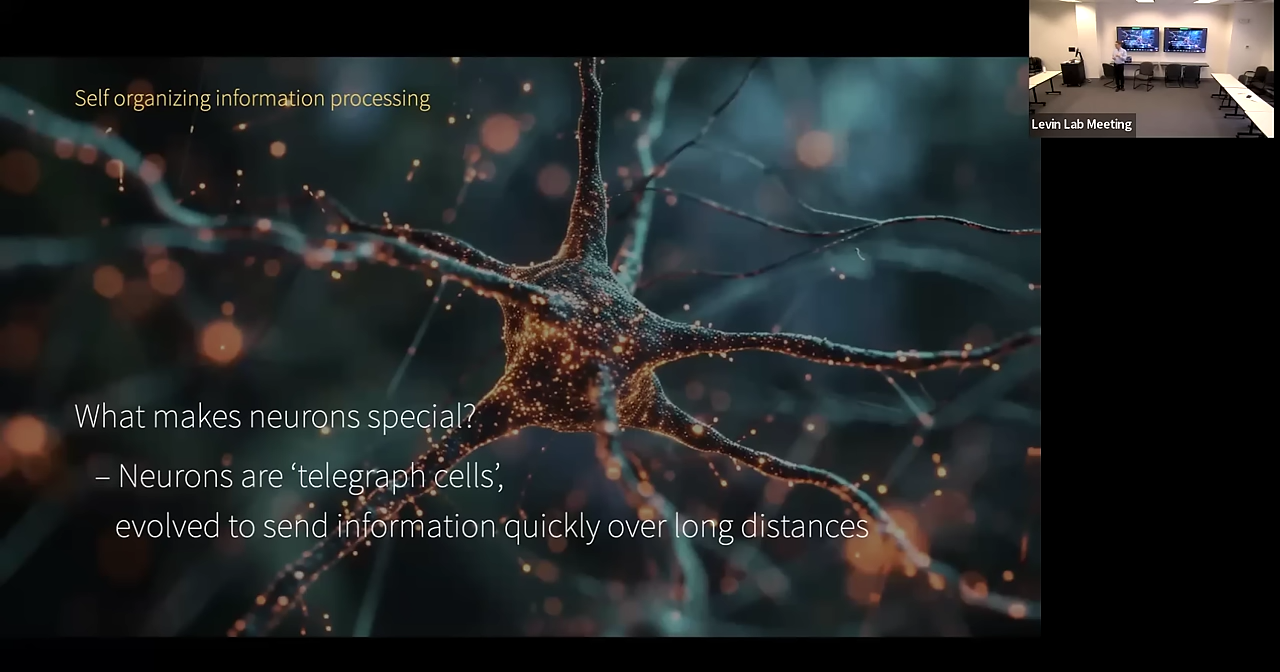 Self organizing information processing
What makes neurons special?
– Neurons are ‘telegraph cells’,
evolved to send information quickly over long distances
Levin Lab Meeting